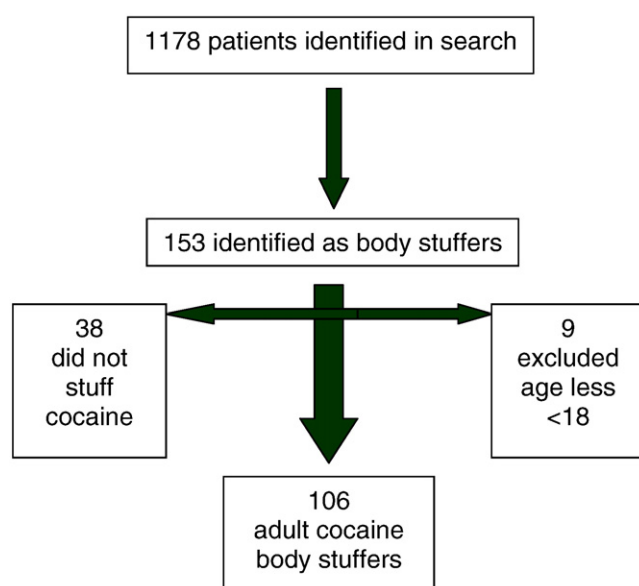 1178 patients identified in search
153 identified as body stuffers
38
did not
stuff
cocaine
9
excluded
age less
<18
106
adult cocaine
body stuffers